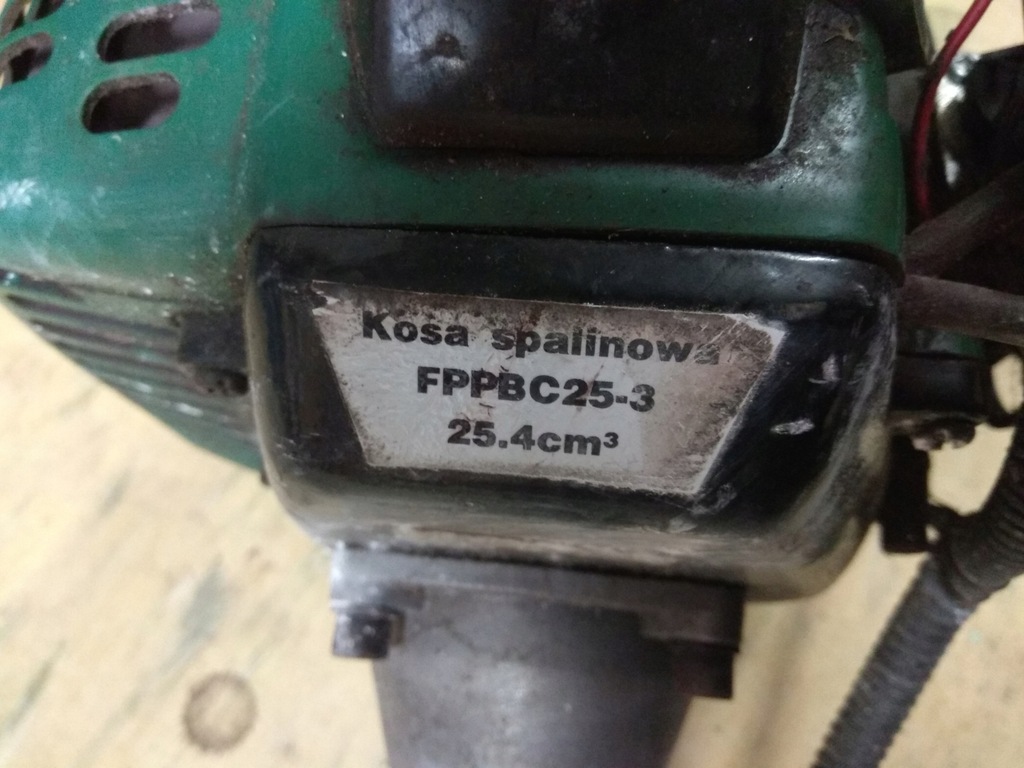 Kosa spalinowa
FPPBC25-3
25.4cm³